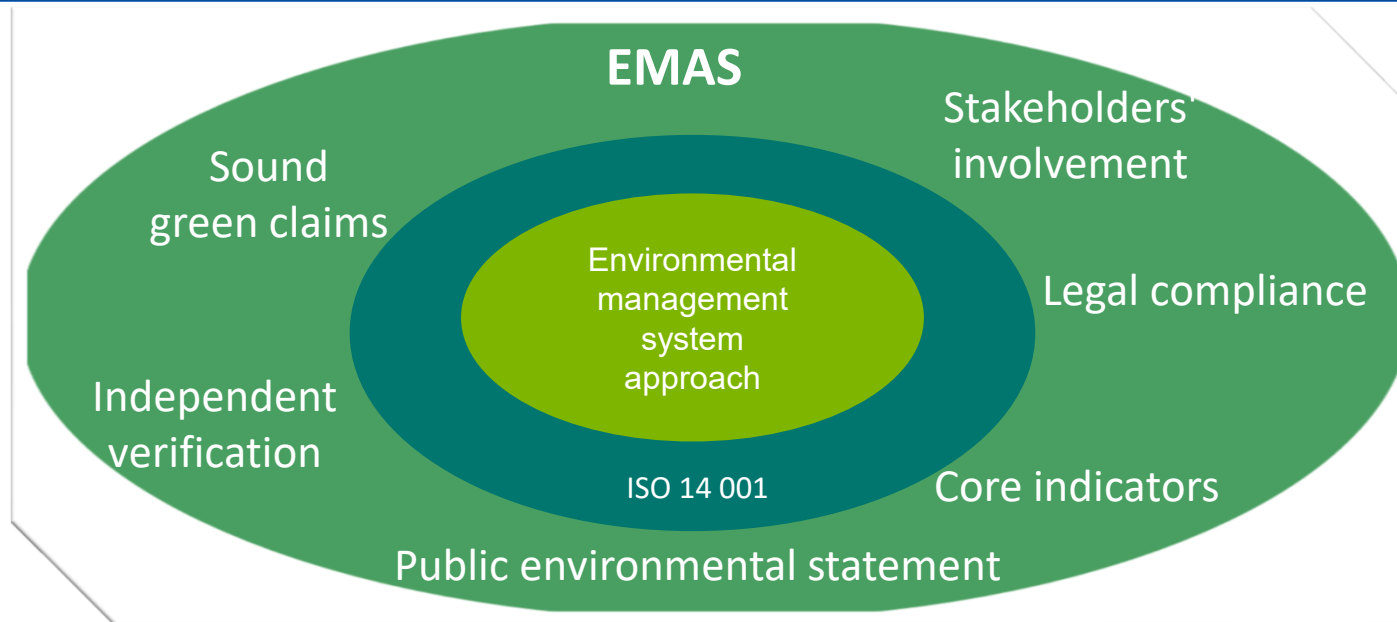 EMAS
Stakeholders'
involvement
Sound
green claims
Environmental
management
system
approach
Legal compliance
Independent
verification
ISO 14 001
Core indicators
Public environmental statement